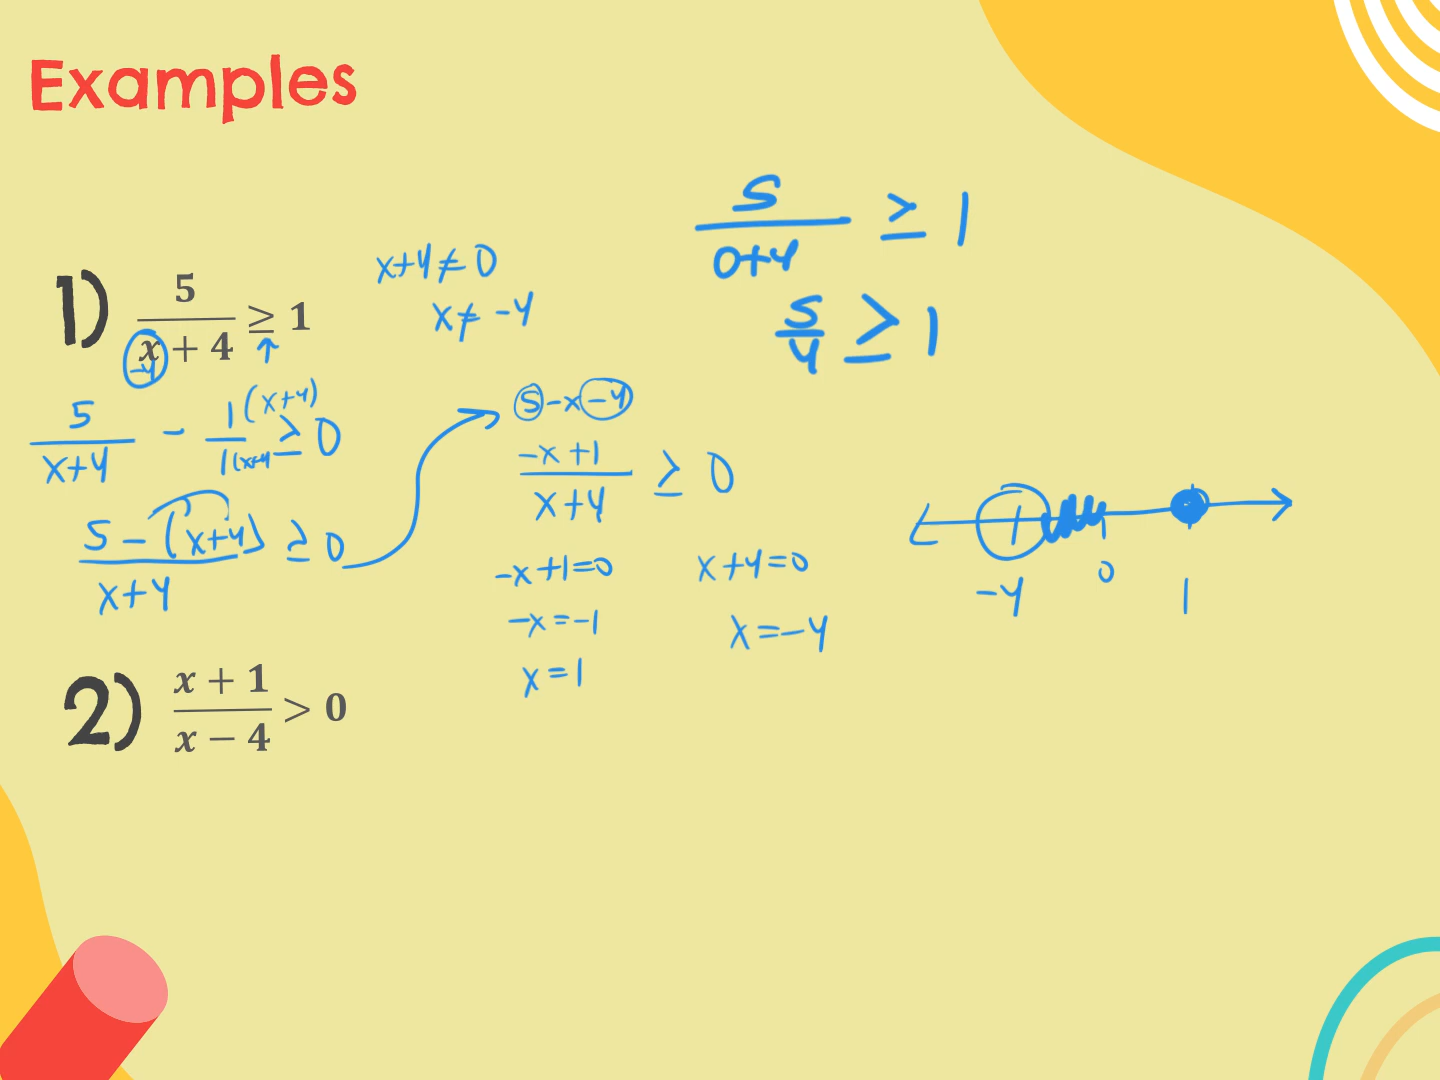 Examples
1) 5/(x + 4) ≥ 1
-4
↑
x+4 ≠ 0
x ≠ -4
5/(x+4) - 1(x+4)/1(x+4) ≥ 0
(5 - (x+4))/(x+4) ≥ 0
5 - x - 4
(-x+1)/(x+4) ≥ 0
-x+1=0
-x=-1
x=1
x+4=0
x=-4
5/(0+4) ≥ 1
5/4 ≥ 1
-4 0 1
2) (x + 1)/(x − 4) > 0